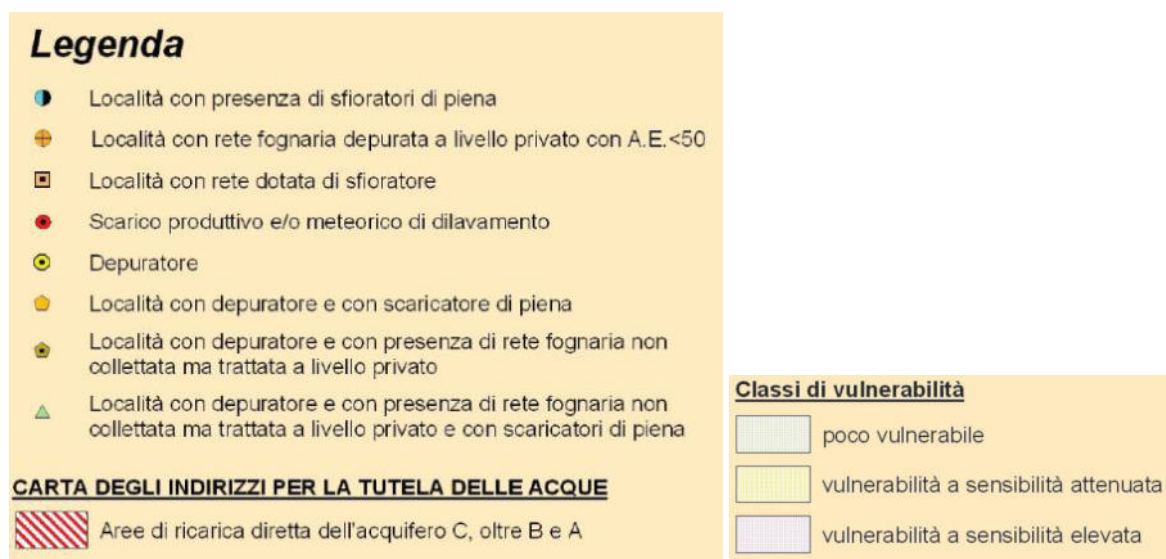 Legenda
Località con presenza di sfioratori di piena
Località con rete fognaria depurata a livello privato con A.E.<50
Località con rete dotata di sfioratore
Scarico produttivo e/o meteorico di dilavamento
Depuratore
Località con depuratore e con scaricatore di piena
Località con depuratore e con presenza di rete fognaria non
collettata ma trattata a livello privato
Località con depuratore e con presenza di rete fognaria non
collettata ma trattata a livello privato e con scaricatori di piena
CARTA DEGLI INDIRIZZI PER LA TUTELA DELLE ACQUE
Aree di ricarica diretta dell'acquifero C, oltre B e A
Classi di vulnerabilità
poco vulnerabile
vulnerabilità a sensibilità attenuata
vulnerabilità a sensibilità elevata